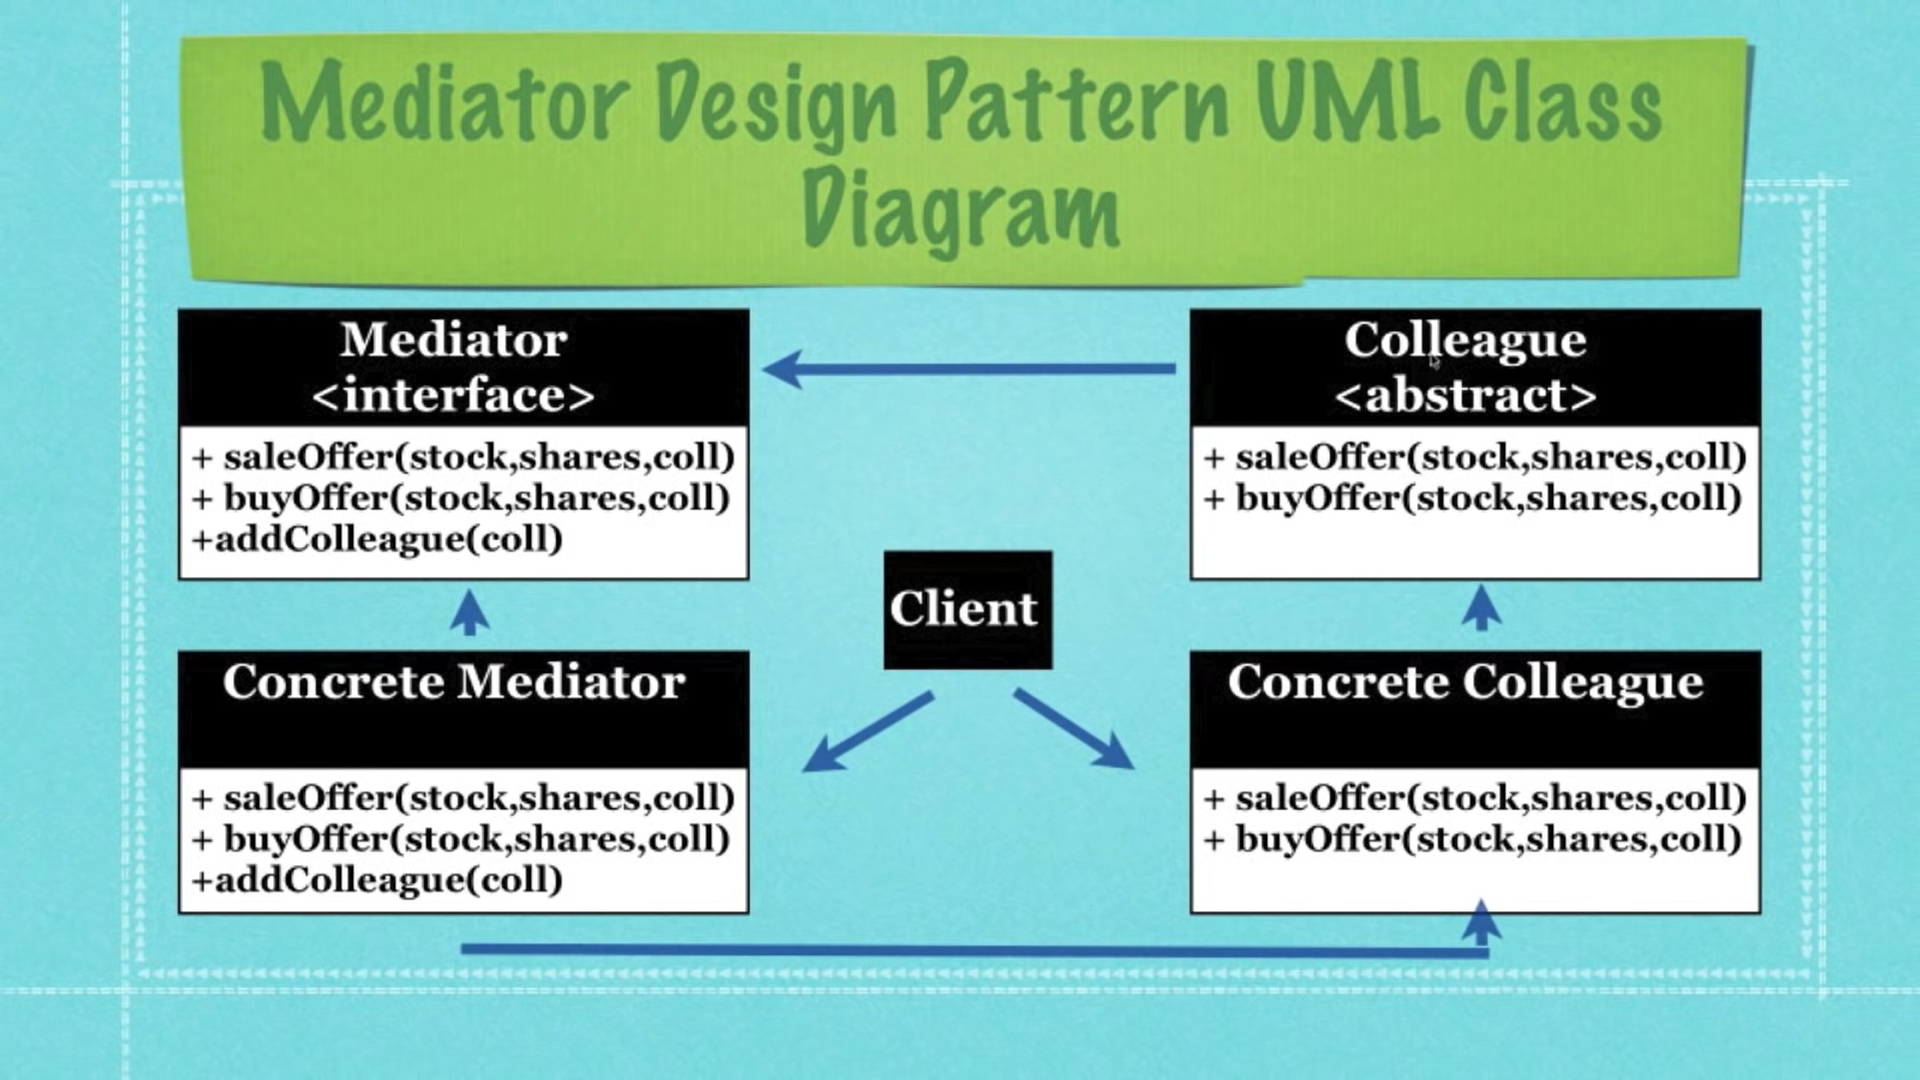 Mediator Design Pattern UML Class
Diagram
Mediator
<interface>
+ saleOffer(stock,shares,coll)
+ buyOffer(stock,shares,coll)
+addColleague(coll)
Colleague
<abstract>
+ saleOffer(stock,shares,coll)
+ buyOffer(stock,shares,coll)
Client
Concrete Mediator
+ saleOffer(stock,shares,coll)
+ buyOffer(stock,shares,coll)
+addColleague(coll)
Concrete Colleague
+ saleOffer(stock,shares,coll)
+ buyOffer(stock,shares,coll)